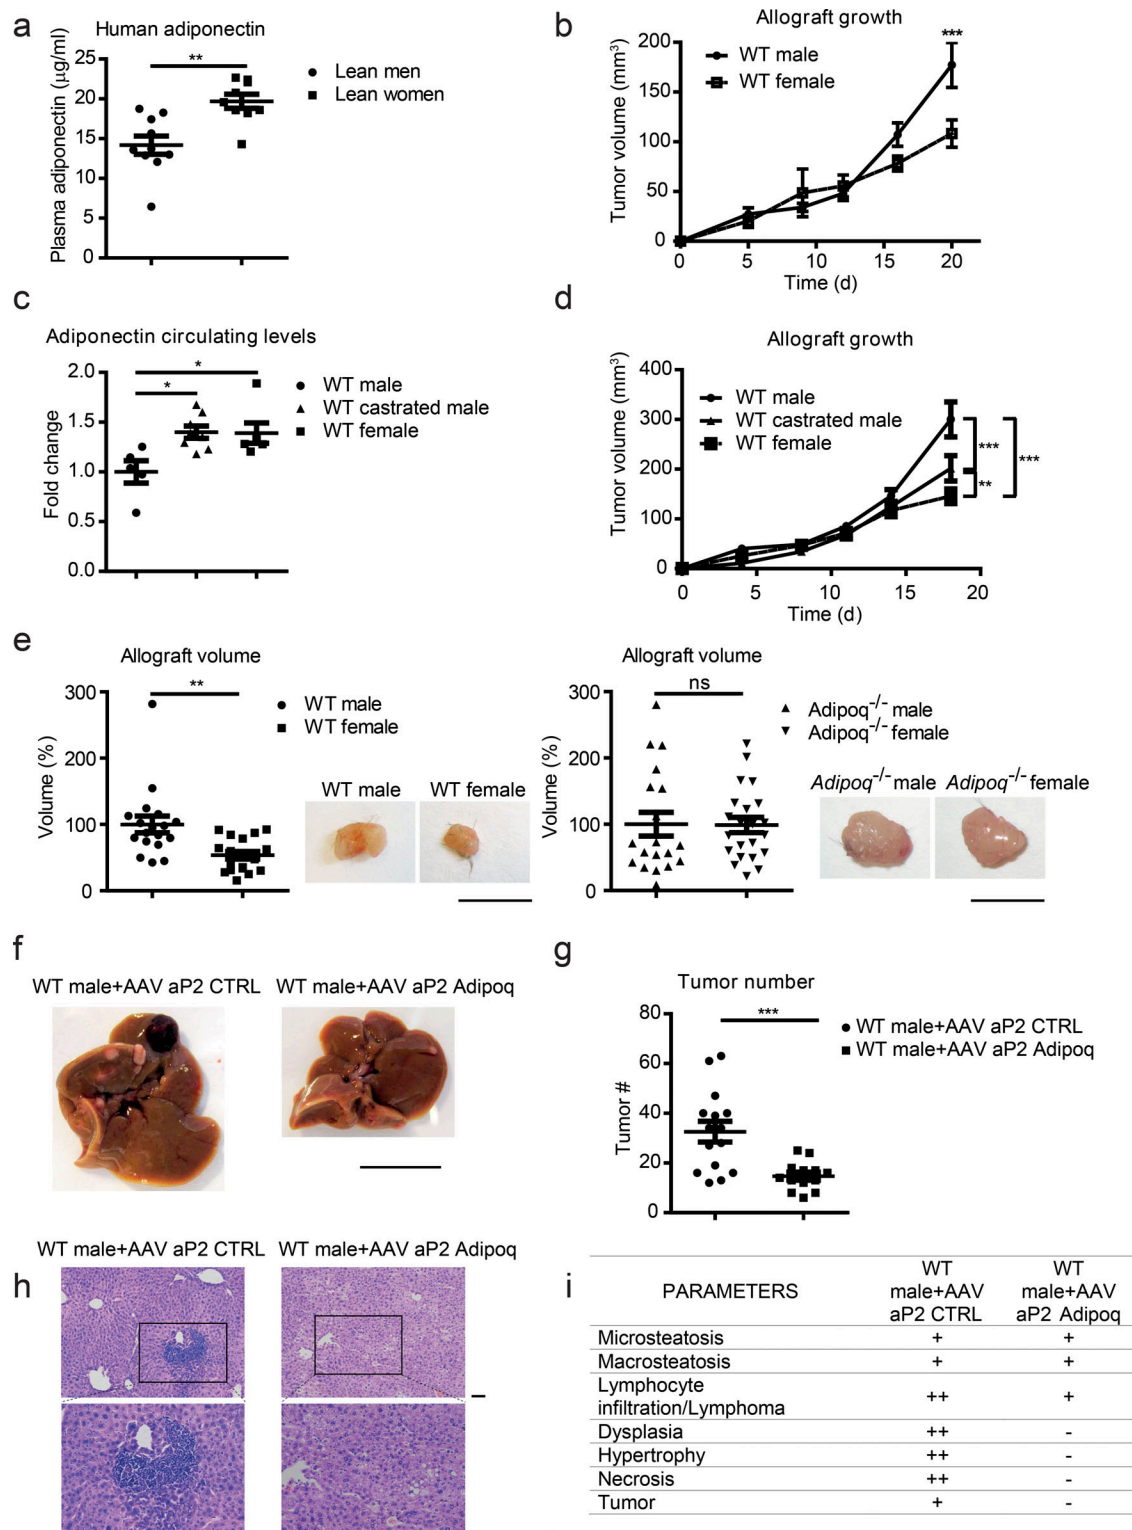 a
Human adiponectin
Plasma adiponectin (µg/ml)
25
20
15
10
5
0
**
Lean men
Lean women
b
Allograft growth
Tumor volume (mm³)
200
150
100
50
0
***
WT male
WT female
0 5 10 15 20
Time (d)
c
Adiponectin circulating levels
Fold change
2.0
1.5
1.0
0.5
0.0
*
*
WT male
WT castrated male
WT female
d
Allograft growth
Tumor volume (mm³)
400
300
200
100
0
WT male
WT castrated male
WT female
***
**
***
0 5 10 15 20
Time (d)
e
Allograft volume
Volume (%)
300
200
100
0
**
WT male
WT female
WT male WT female
Allograft volume
Volume (%)
300
200
100
0
ns
Adipoq-/- male
Adipoq-/- female
Adipoq-/- male Adipoq-/- female
f
WT male+AAV aP2 CTRL WT male+AAV aP2 Adipoq
g
Tumor number
Tumor #
80
60
40
20
0
***
WT male+AAV aP2 CTRL
WT male+AAV aP2 Adipoq
h
WT male+AAV aP2 CTRL WT male+AAV aP2 Adipoq
i
PARAMETERS
WT
male+AAV
aP2 CTRL
WT
male+AAV
aP2 Adipoq
Microsteatosis + +
Macrosteatosis + +
Lymphocyte
infiltration/Lymphoma ++ +
Dysplasia ++ -
Hypertrophy ++ -
Necrosis ++ -
Tumor + -